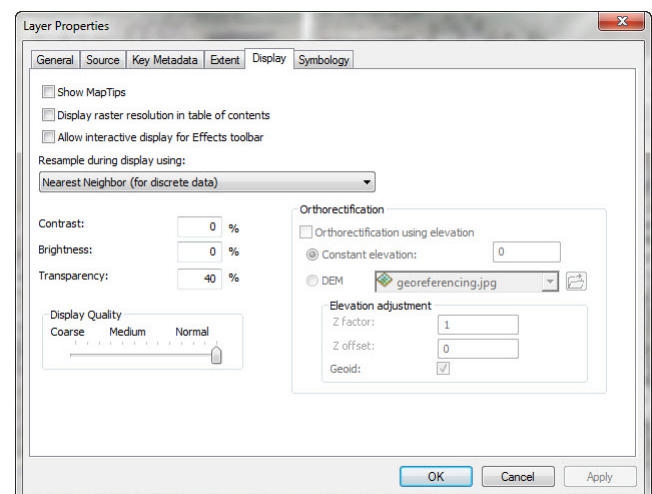 Layer Properties
General Source Key Metadata Extent Display Symbology
Show MapTips
Display raster resolution in table of contents
Allow interactive display for Effects toolbar
Resample during display using:
Nearest Neighbor (for discrete data)
Contrast: 0 %
Brightness: 0 %
Transparency: 40 %
Display Quality
Coarse Medium Normal
Orthorectification
Orthorectification using elevation
Constant elevation: 0
DEM georeferencing.jpg
Elevation adjustment
Z factor: 1
Z offset: 0
Geoid:
OK Cancel Apply